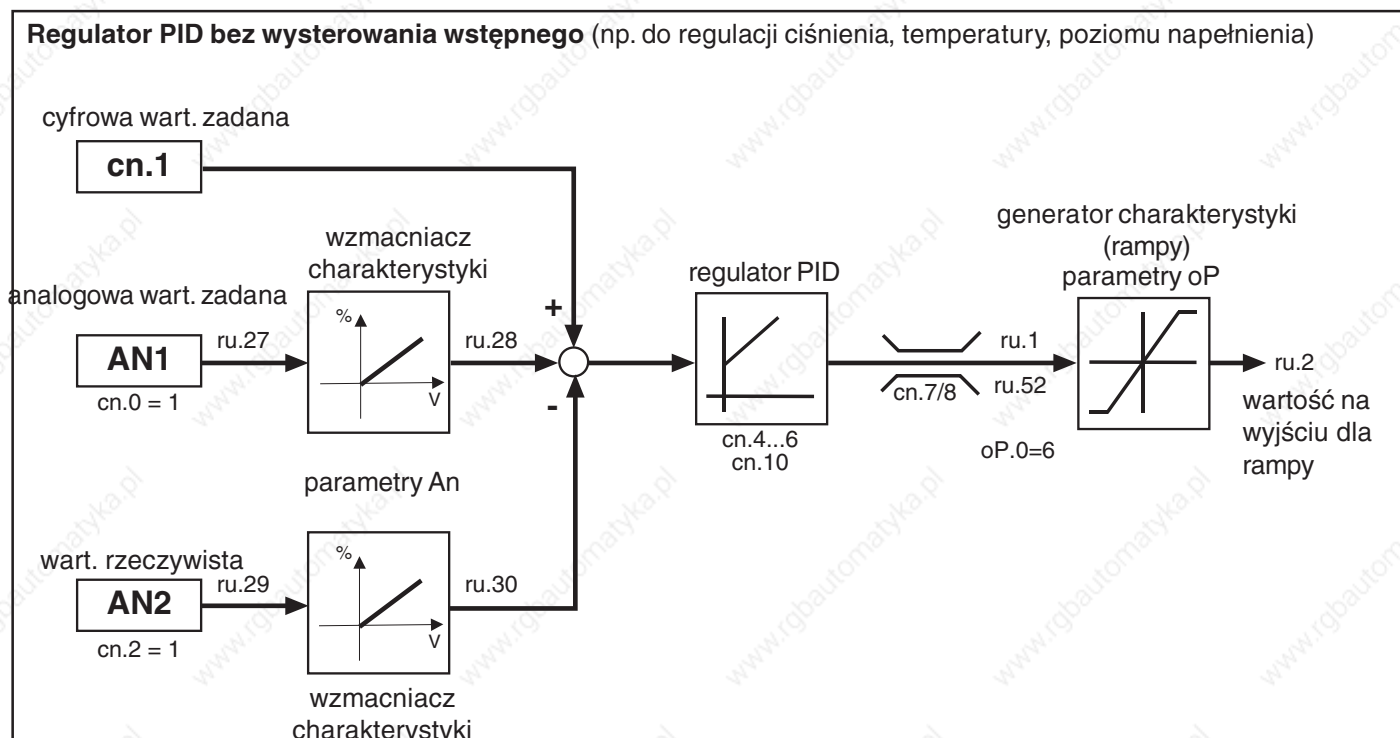 Regulator PID bez wysterowania wstępnego (np. do regulacji ciśnienia, temperatury, poziomu napełnienia)
cyfrowa wart. zadana
cn.1
analogowa wart. zadana
AN1
cn.0 = 1
ru.27
wzmacniacz
charakterystyki
%
V
ru.28
parametry An
wart. rzeczywista
AN2
cn.2 = 1
ru.29
%
V
wzmacniacz
charakterystyki
ru.30
+
-
regulator PID
cn.4...6
cn.10
cn.7/8
ru.1
ru.52
oP.0=6
generator charakterystyki
(rampy)
parametry oP
ru.2
wartość na
wyjściu dla
rampy
www.rgbautomatyka.pl